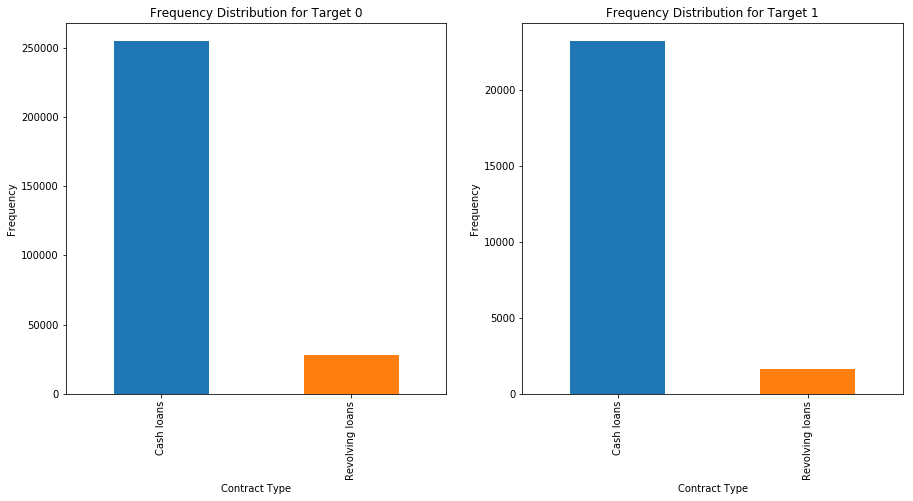 Frequency Distribution for Target 0
250000
200000
150000
100000
50000
0
Frequency
Cash loans
Revolving loans
Contract Type
Frequency Distribution for Target 1
20000
15000
10000
5000
0
Frequency
Cash loans
Revolving loans
Contract Type